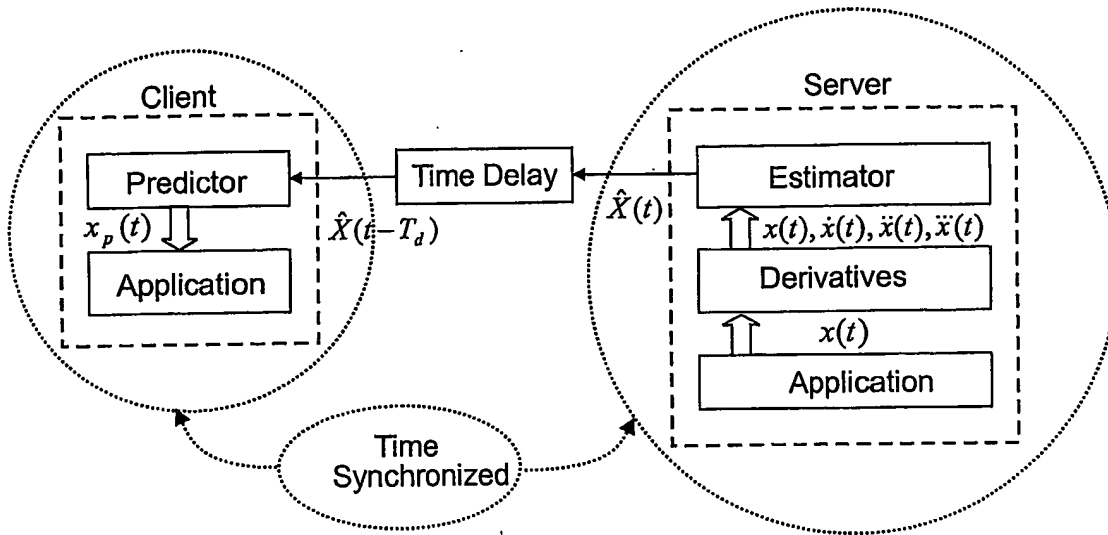 Client
Predictor
x_p(t)
Application
X̂(t−T_d)
Time Delay
X̂(t)
Server
Estimator
x(t), ẋ(t), ẍ(t), x⃛(t)
Derivatives
x(t)
Application
Time
Synchronized